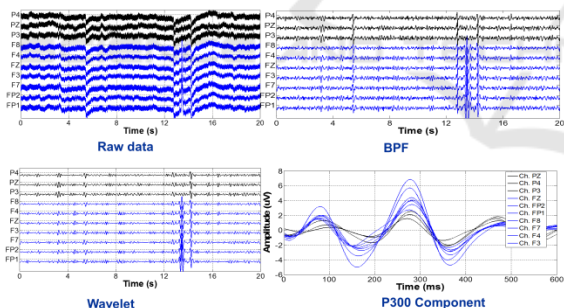 P4
PZ
P3
F8
F4
FZ
F3
F7
FP2
FP1
0 4 8 12 16 20
Time (s)
Raw data
P4
PZ
P3
F8
F4
FZ
F3
F7
FP2
FP1
0 4 8 12 16 20
Time (s)
BPF
P4
PZ
P3
F8
F4
FZ
F3
F7
FP2
FP1
0 4 8 12 16 20
Time (s)
Wavelet
Amplitude (uV)
8
6
4
2
0
-2
-4
-6
0 100 200 300 400 500 600
Time (ms)
Ch. PZ
Ch. P4
Ch. P3
Ch. FZ
Ch. FP2
Ch. FP1
Ch. F8
Ch. F7
Ch. F4
Ch. F3
P300 Component